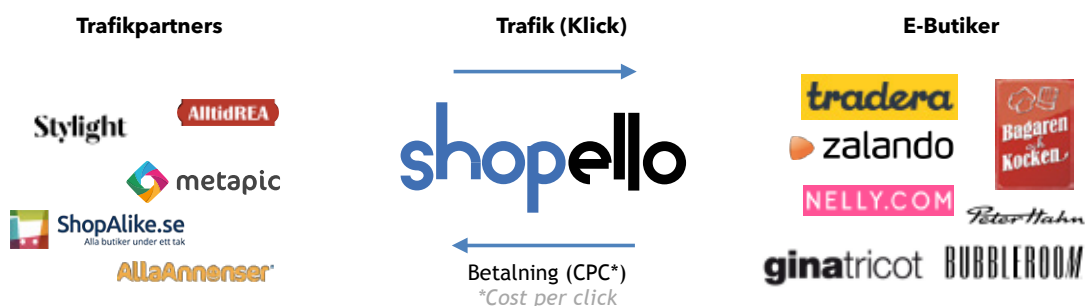 Trafikpartners
Trafik (Klick)
E-Butiker
Stylight
AlltidREA
metapic
ShopAlike.se
Alla butiker under ett tak
AllaAnnonser
shopello
Betalning (CPC*)
*Cost per click
tradera
zalando
Bagaren
och
Kocken
NELLY.COM
Peter Hahn
ginatricot
BUBBLEROOM